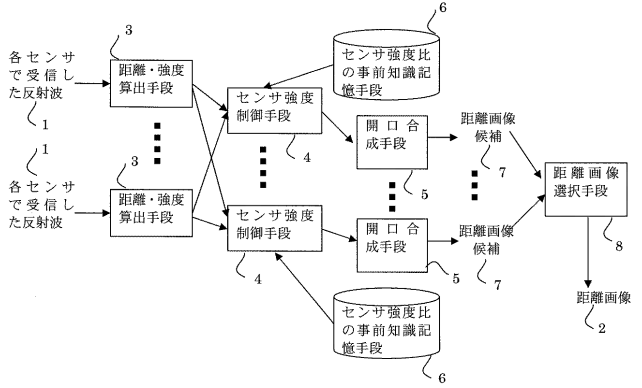 各センサ
で受信し
た反射波
1
3
距離・強度
算出手段
センサ強度
制御手段
4
6
センサ強度比
の事前知識記
憶手段
開口合
成手段
5
距離画像
候補
7
距離画像
選択手段
8
1
各センサ
で受信し
た反射波
3
距離・強度
算出手段
センサ強度
制御手段
4
開口合
成手段
5
距離画像
候補
7
距離画像
2
センサ強度比
の事前知識記
憶手段
6